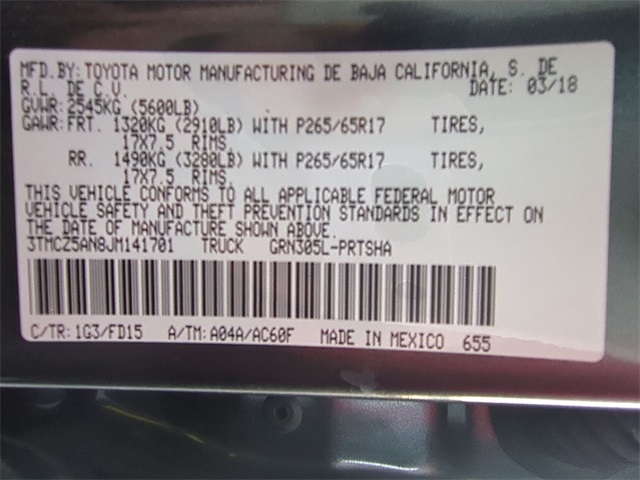 MFD.BY:TOYOTA MOTOR MANUFACTURING DE BAJA CALIFORNIA, S. DE
R.L. DE C.V. DATE: 03/18
GVWR:2545KG (5600LB)
GAWR:FRT. 1320KG (2910LB) WITH P265/65R17 TIRES,
17X7.5 RIMS
RR. 1490KG (3280LB) WITH P265/65R17 TIRES,
17X7.5 RIMS
THIS VEHICLE CONFORMS TO ALL APPLICABLE FEDERAL MOTOR
VEHICLE SAFETY AND THEFT PREVENTION STANDARDS IN EFFECT ON
THE DATE OF MANUFACTURE SHOWN ABOVE.
3TMCZ5AN8JM141701 TRUCK GRN305L-PRTSHA
C/TR:1G3/FD15 A/TM:A04A/AC60F MADE IN MEXICO 655